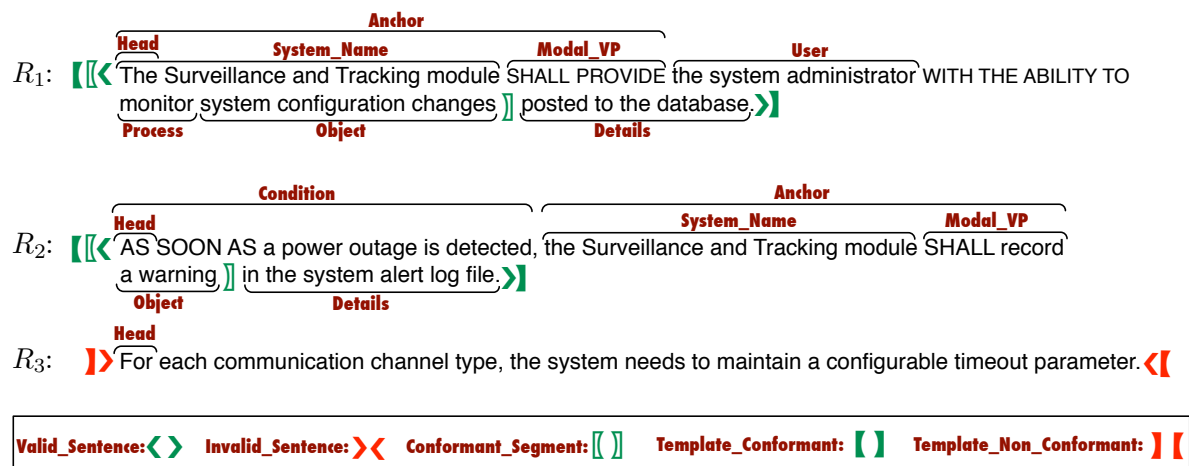 Anchor
Head System_Name Modal_VP User
R1: 【〚< The Surveillance and Tracking module SHALL PROVIDE the system administrator WITH THE ABILITY TO
monitor system configuration changes 〛 posted to the database.>】
Process Object Details
Condition Anchor
Head System_Name Modal_VP
R2: 【〚< AS SOON AS a power outage is detected, the Surveillance and Tracking module SHALL record
a warning 〛 in the system alert log file.>】
Object Details
Head
R3: 】> For each communication channel type, the system needs to maintain a configurable timeout parameter. <【
Valid_Sentence: < > Invalid_Sentence: > < Conformant_Segment: 〚 〛 Template_Conformant: 【 】 Template_Non_Conformant: 】 【